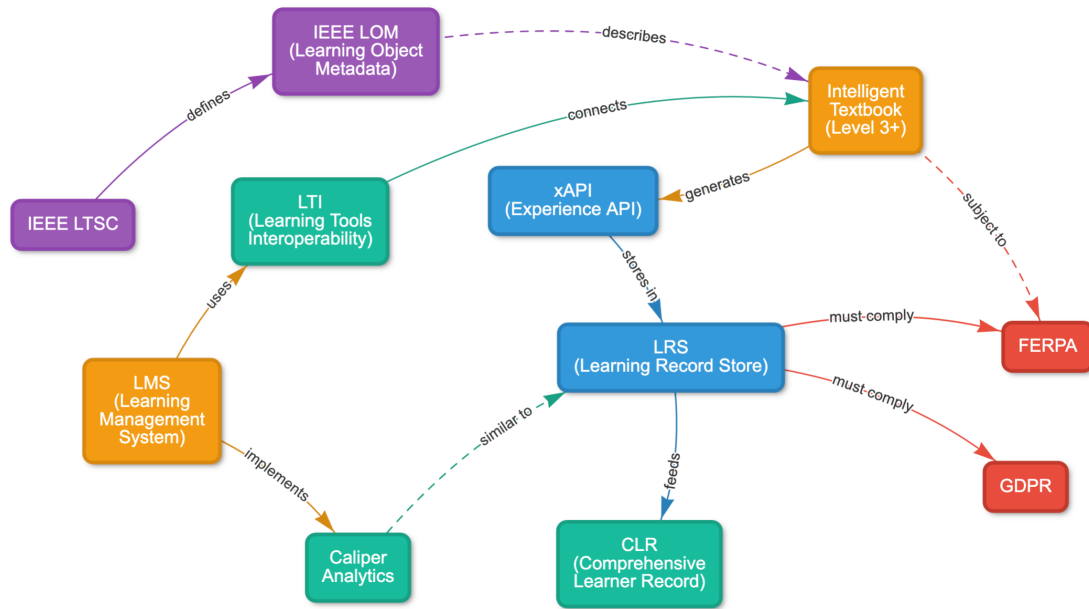 IEEE LOM
(Learning Object
Metadata)
describes
Intelligent
Textbook
(Level 3+)
defines
connects
IEEE LTSC
LTI
(Learning Tools
Interoperability)
xAPI
(Experience API)
generates
subject to
uses
stores-in
LMS
(Learning
Management
System)
LRS
(Learning Record Store)
must comply
FERPA
must comply
similar to
implements
feeds
GDPR
Caliper
Analytics
CLR
(Comprehensive
Learner Record)